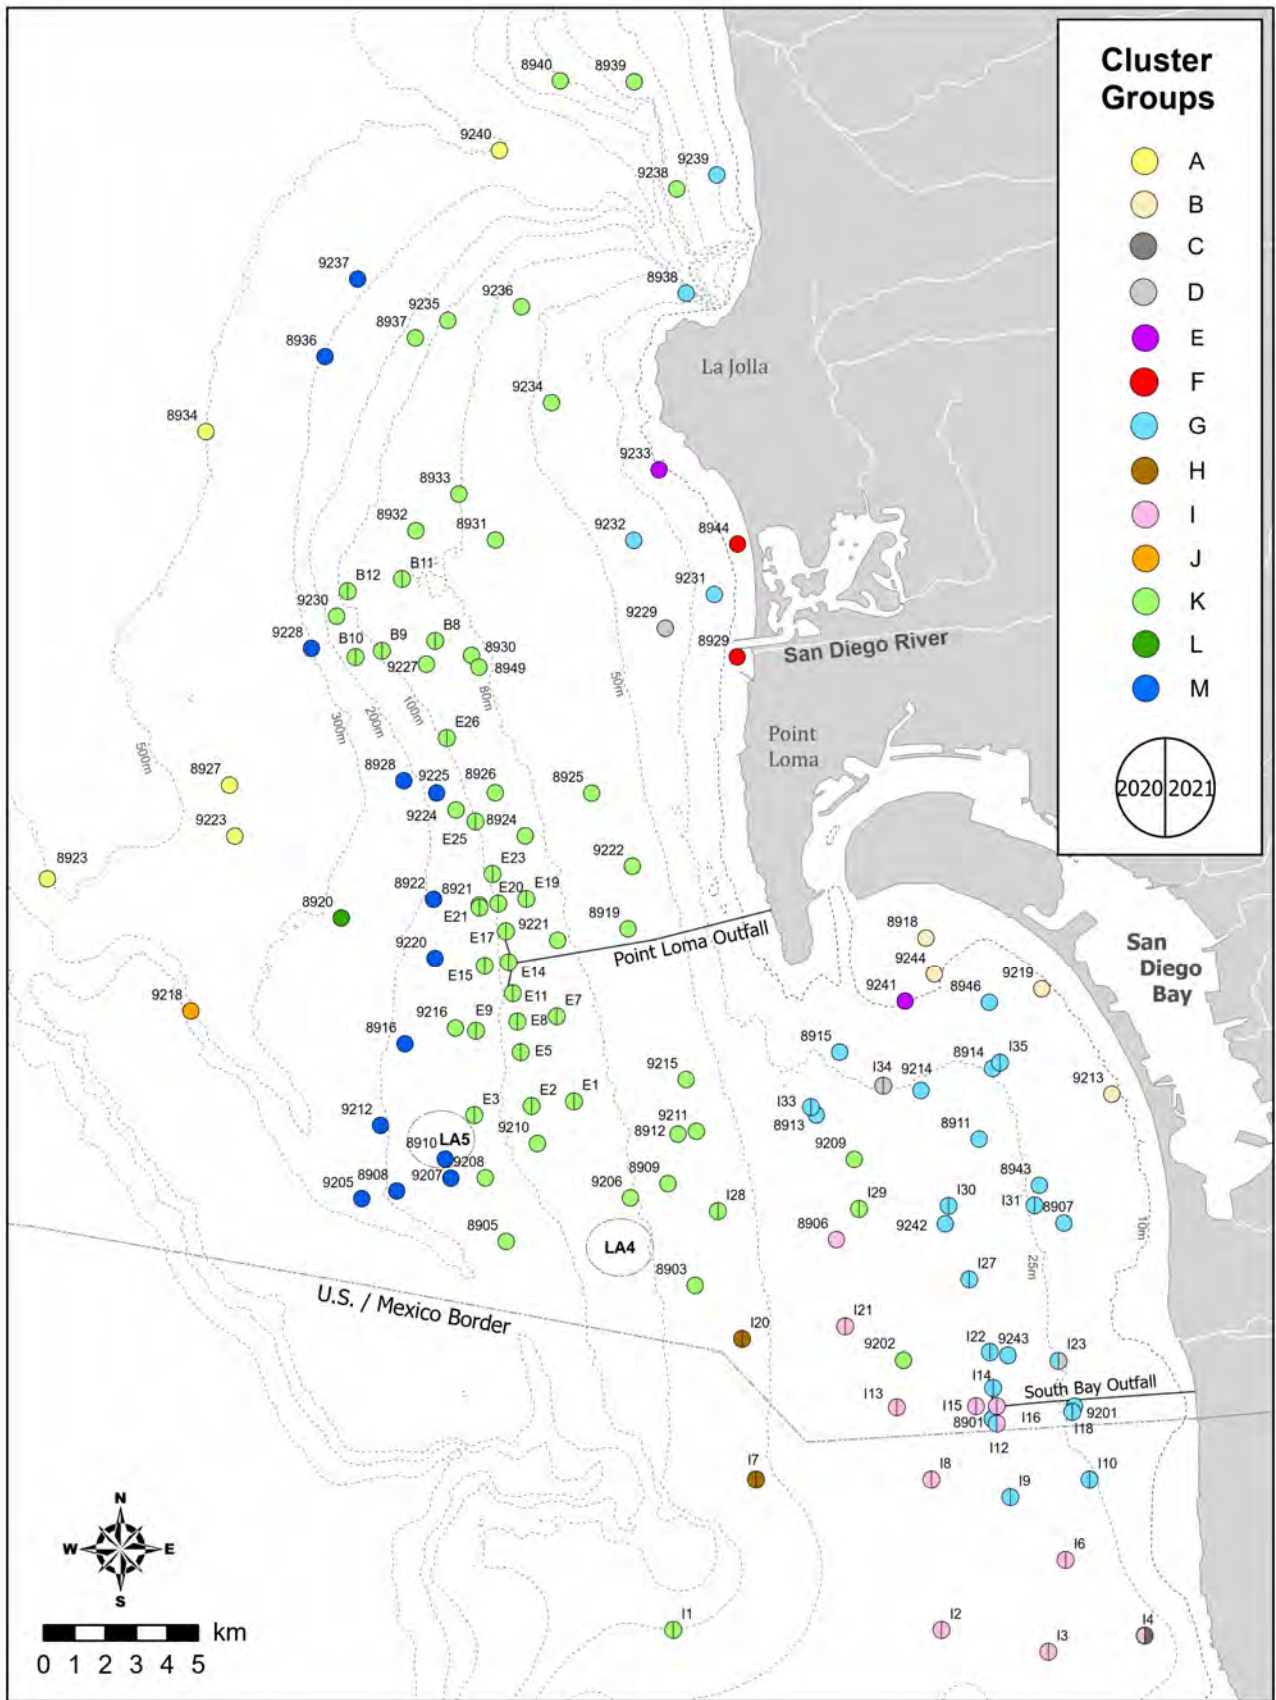 Cluster
Groups
A
B
C
D
E
F
G
H
I
J
K
L
M
2020 2021
8940
8939
9240
9239
9238
9237
8938
9236
9235
8937
8936
La Jolla
9234
8934
9233
8933
8932
8931
9232
8944
B11
B12
9231
9230
9229
B8
9228
B10
B9
8930
8929
San Diego River
9227
8949
50m
80m
100m
200m
300m
500m
E26
Point
Loma
8927
8928
9225
8926
8925
9224
8924
9223
E25
8923
E23
9222
8922
8921
E20
E19
8920
E21
8919
8918
E17
9221
Point Loma Outfall
San
Diego
Bay
9220
E15
E14
9244
9219
9241
8946
9218
E11
E7
9216
E9
E8
8916
E5
8915
8914
I35
I34
9214
9215
9213
E3
E2
E1
I33
8913
9212
9211
8912
8911
9210
8910
LA5
9209
9207
9208
8909
8943
9205
8908
9206
I28
I29
I30
I31
8907
9242
10m
8905
8906
LA4
25m
8903
I27
U.S. / Mexico Border
I20
I21
I22
9243
I23
9202
I14
South Bay Outfall
I13
I15
8901
I16
9201
I18
I12
I7
I8
I9
I10
I6
I1
I2
I3
I4
N
W
E
S
km
0 1 2 3 4 5